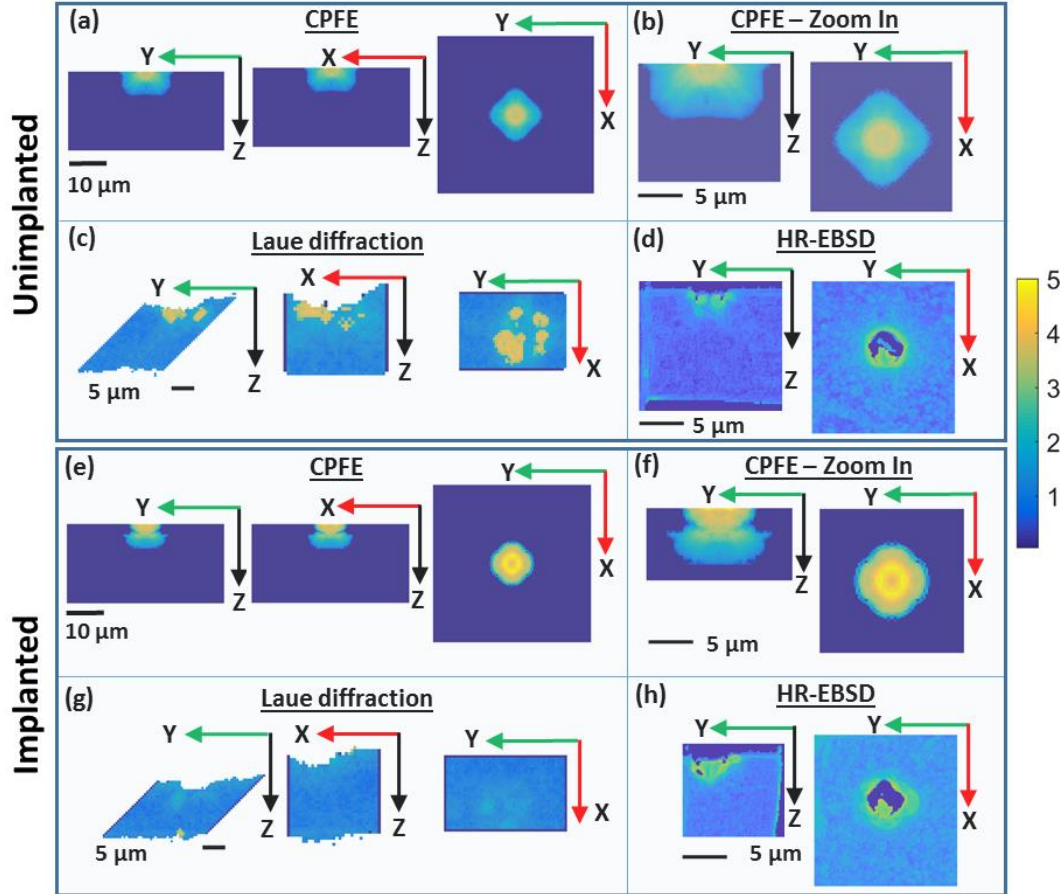 Unimplanted
(a)
CPFE
Y
Z
X
Z
Y
X
10 µm
(b)
CPFE – Zoom In
Y
Z
Y
X
5 µm
(c)
Laue diffraction
Y
Z
X
Z
Y
X
5 µm
(d)
HR-EBSD
Y
Z
Y
X
5 µm
5
4
3
2
1
Implanted
(e)
CPFE
Y
Z
X
Z
Y
X
10 µm
(f)
CPFE – Zoom In
Y
Z
Y
X
5 µm
(g)
Laue diffraction
Y
Z
X
Z
Y
X
5 µm
(h)
HR-EBSD
Y
Z
Y
X
5 µm